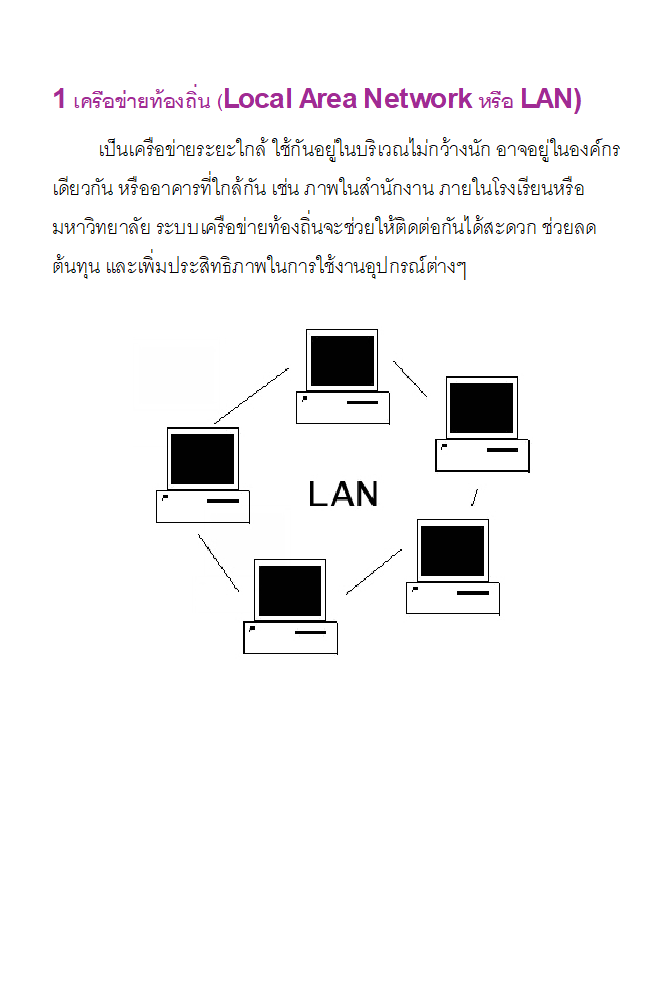 1 เครือข่ายท้องถิ่น (Local Area Network หรือ LAN)
เป็นเครือข่ายระยะใกล้ ใช้กันอยู่ในบริเวณไม่กว้างนัก อาจอยู่ในองค์กร
เดียวกัน หรืออาคารที่ใกล้กัน เช่น ภาพในสำนักงาน ภายในโรงเรียนหรือ
มหาวิทยาลัย ระบบเครือข่ายท้องถิ่นจะช่วยให้ติดต่อกันได้สะดวก ช่วยลด
ต้นทุน และเพิ่มประสิทธิภาพในการใช้งานอุปกรณ์ต่างๆ
LAN